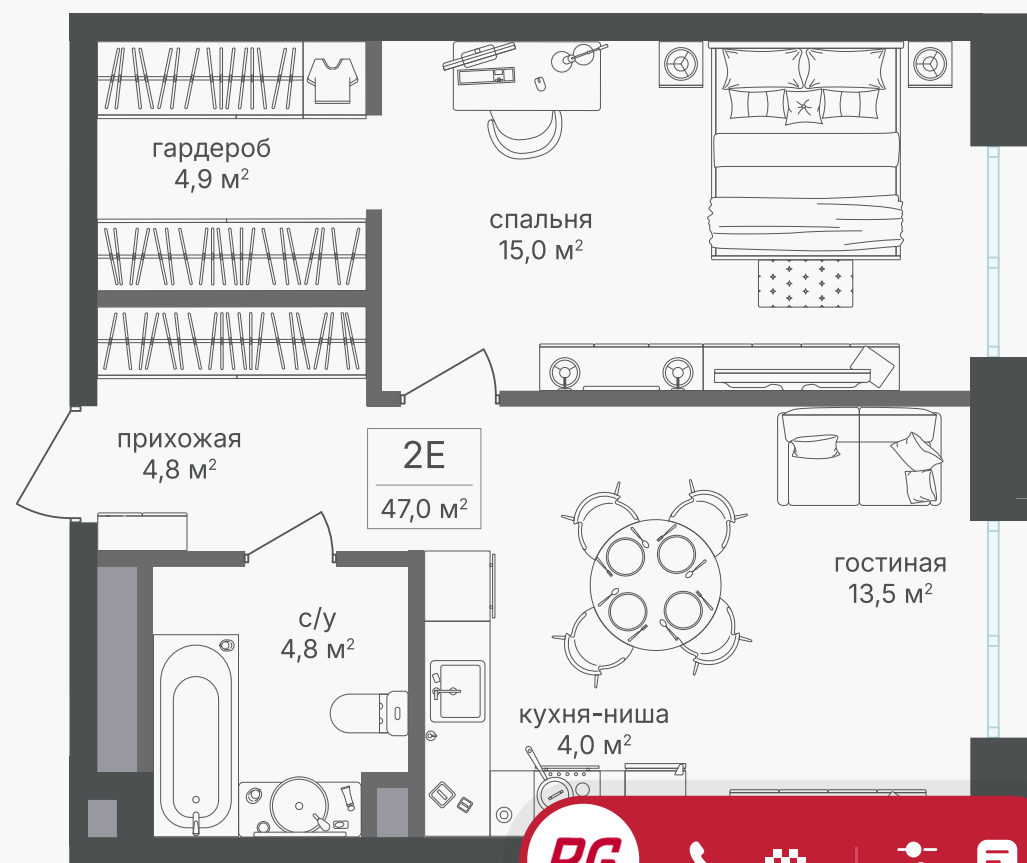 гардероб
4,9 м²
спальня
15,0 м²
прихожая
4,8 м²
2Е
47,0 м²
гостиная
13,5 м²
с/у
4,8 м²
кухня-ниша
4,0 м²